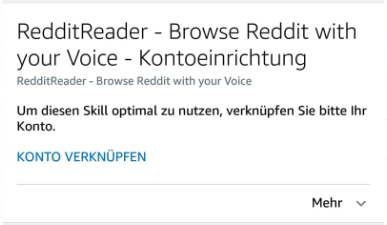 RedditReader - Browse Reddit with
your Voice - Kontoeinrichtung
RedditReader - Browse Reddit with your Voice
Um diesen Skill optimal zu nutzen, verknüpfen Sie bitte Ihr
Konto.
KONTO VERKNÜPFEN
Mehr